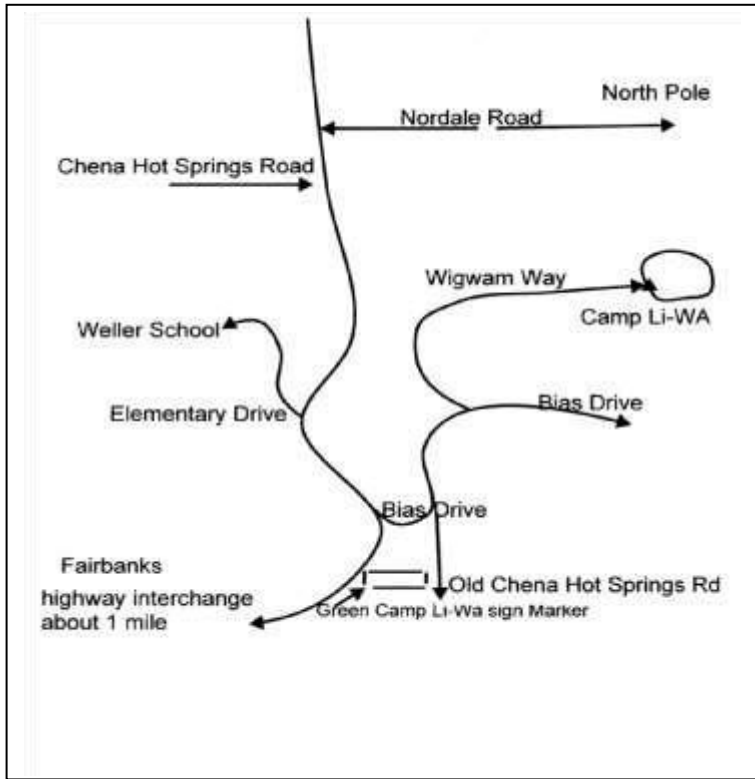 North Pole
Nordale Road
Chena Hot Springs Road
Wigwam Way
Camp Li-WA
Weller School
Bias Drive
Elementary Drive
Bias Drive
Fairbanks
highway interchange
about 1 mile
Old Chena Hot Springs Rd
Green Camp Li-Wa sign Marker